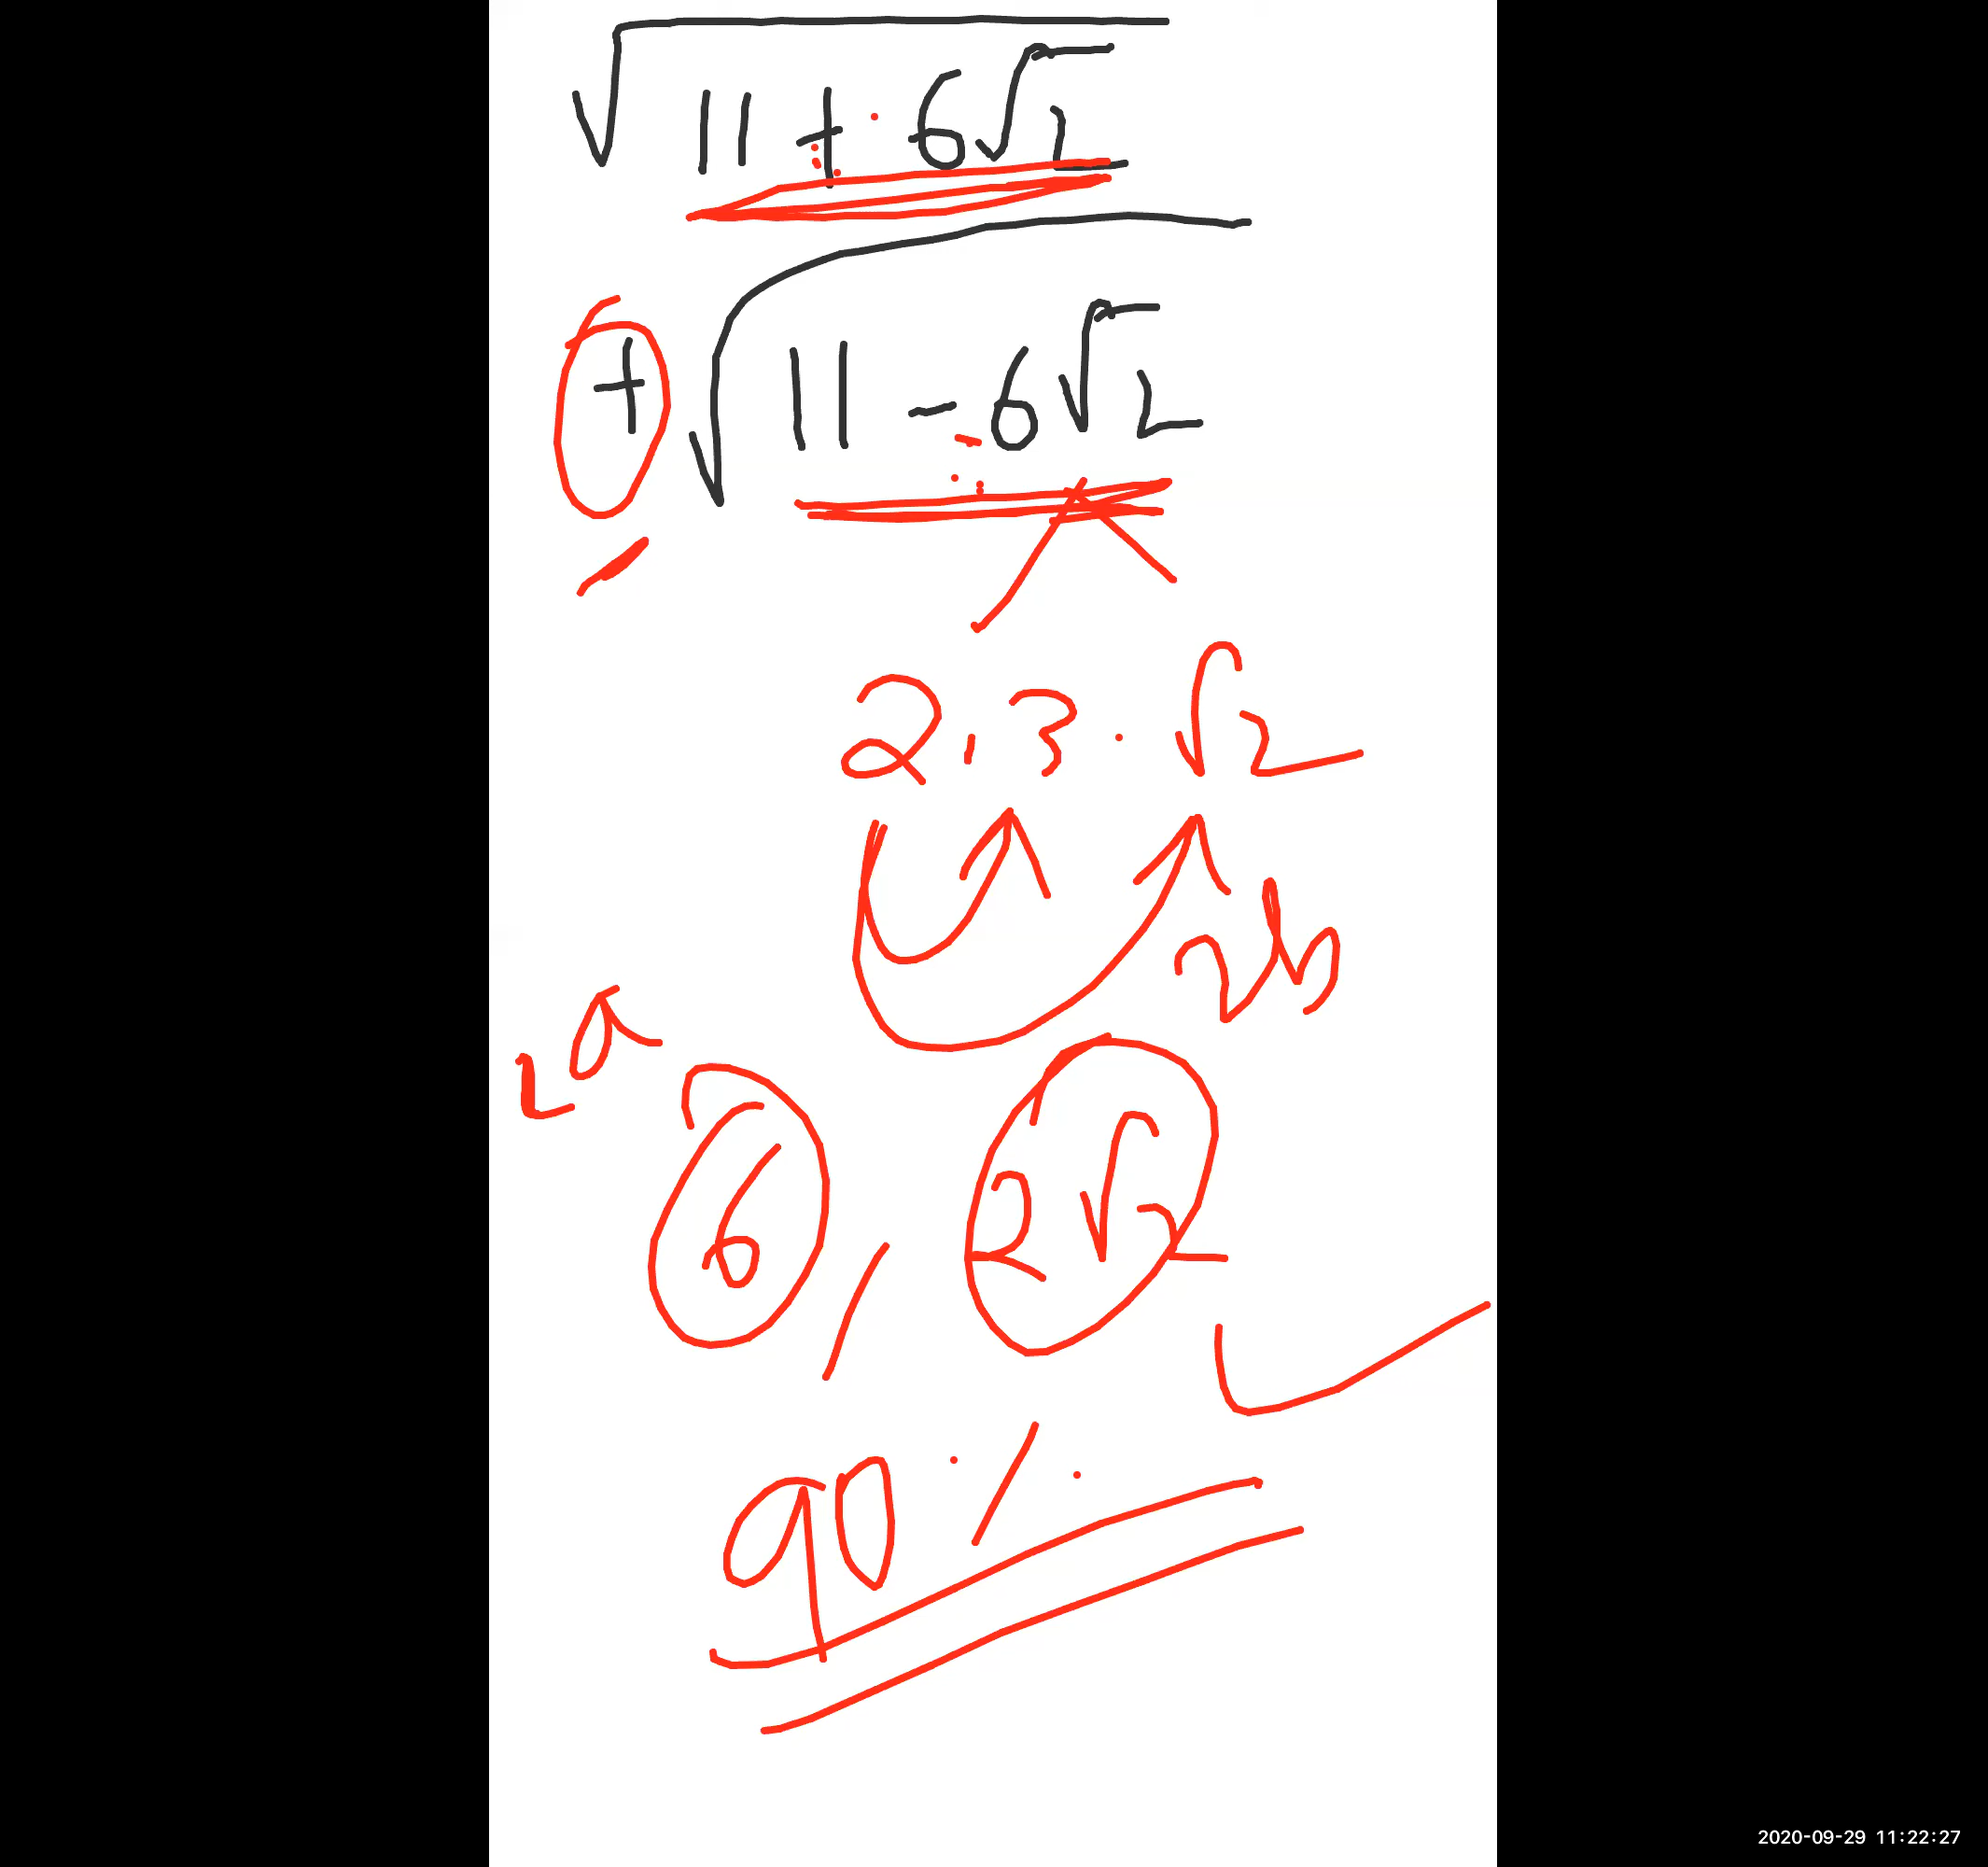 √(11 + 6√2)
+ √(11 - 6√2)
2.3.√2
2b
2a
6, 2√2
90%
2020-09-29 11:22:27